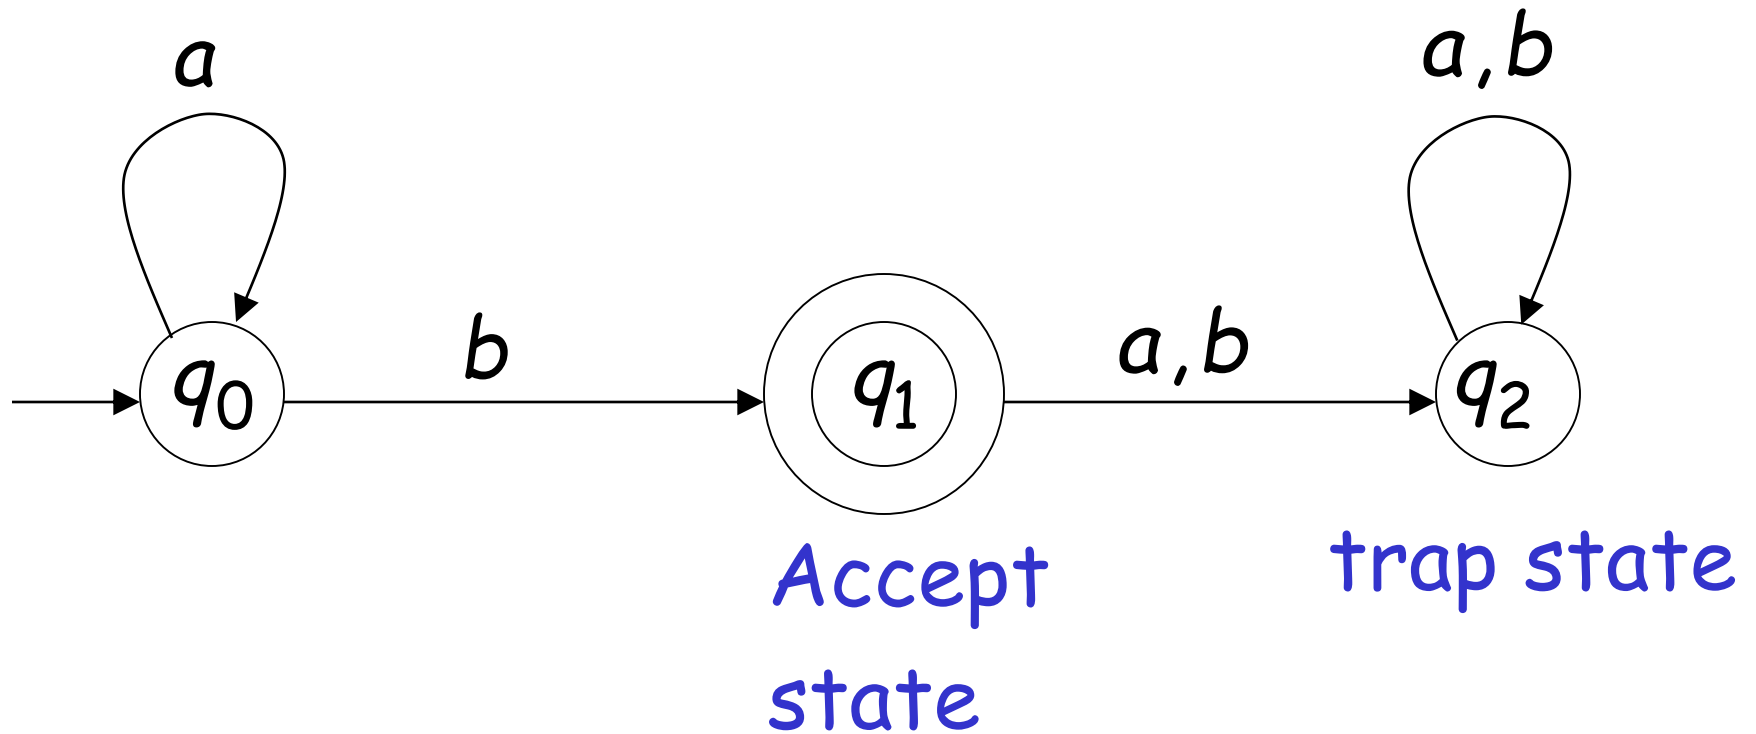 a
a,b
b
a,b
q0
q1
q2
Accept
state
trap state